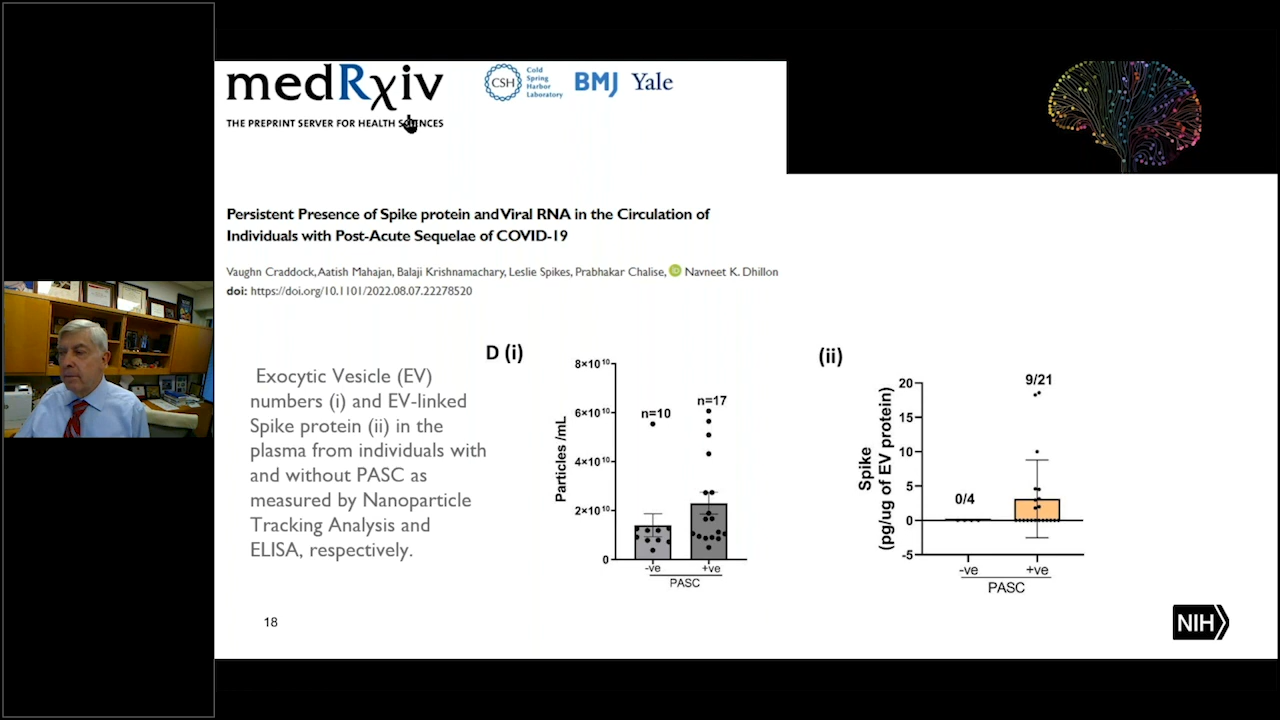 medRχiv
CSH
Cold
Spring
Harbor
Laboratory
BMJ
Yale
THE PREPRINT SERVER FOR HEALTH SCIENCES
Persistent Presence of Spike protein and Viral RNA in the Circulation of
Individuals with Post-Acute Sequelae of COVID-19
Vaughn Craddock, Aatish Mahajan, Balaji Krishnamachary, Leslie Spikes, Prabhakar Chalise, iD Navneet K. Dhillon
doi: https://doi.org/10.1101/2022.08.07.22278520
Exocytic Vesicle (EV)
numbers (i) and EV-linked
Spike protein (ii) in the
plasma from individuals with
and without PASC as
measured by Nanoparticle
Tracking Analysis and
ELISA, respectively.
D (i)
8×10¹⁰
6×10¹⁰
4×10¹⁰
2×10¹⁰
0
Particles /mL
n=10
n=17
-ve
+ve
PASC
(ii)
20
15
10
5
0
-5
Spike
(pg/ug of EV protein)
0/4
9/21
-ve
+ve
PASC
18
NIH